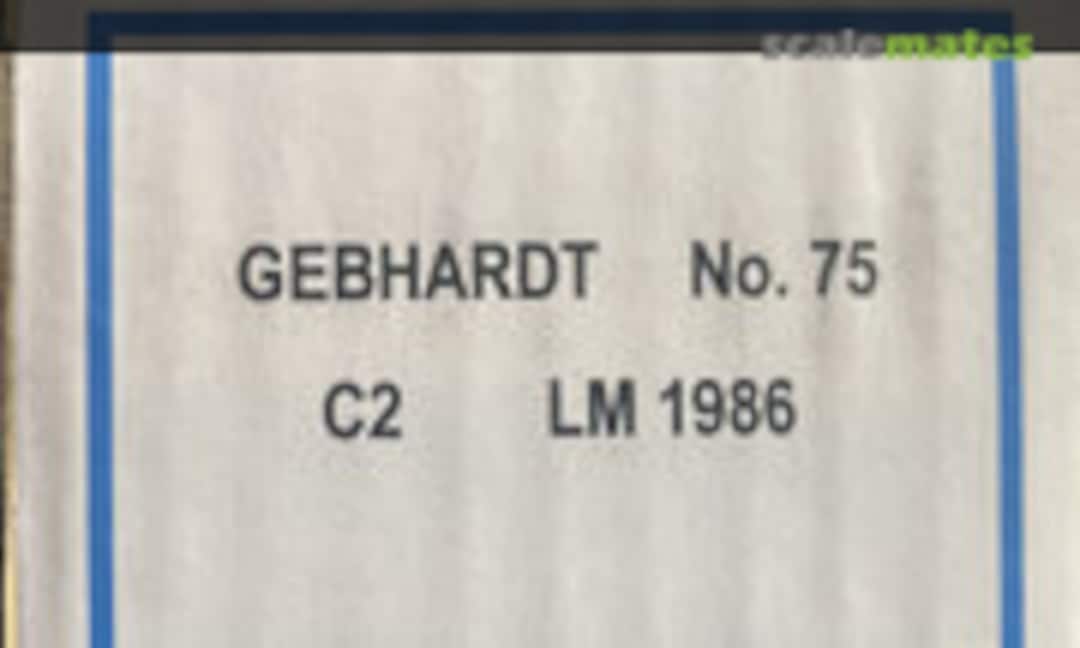 scalemates
GEBHARDT No. 75
C2 LM 1986